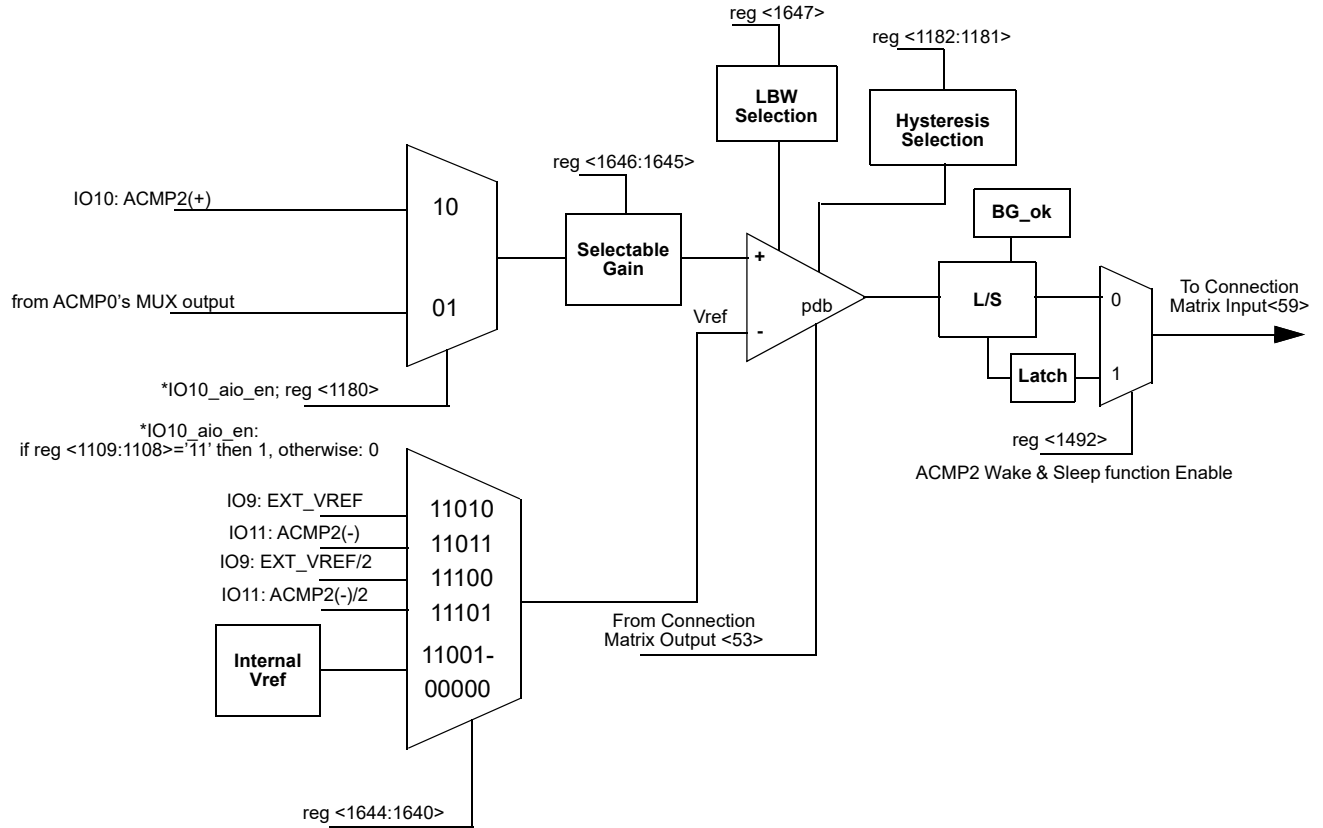 reg <1647>
reg <1182:1181>
LBW
Selection
Hysteresis
Selection
reg <1646:1645>
IO10: ACMP2(+)
10
BG_ok
Selectable
Gain
+
L/S
from ACMP0's MUX output
01
Vref
-
pdb
0
To Connection
Matrix Input<59>
Latch
1
*IO10_aio_en; reg <1180>
*IO10_aio_en:
if reg <1109:1108>='11' then 1, otherwise: 0
reg <1492>
ACMP2 Wake & Sleep function Enable
IO9: EXT_VREF
11010
IO11: ACMP2(-)
11011
IO9: EXT_VREF/2
11100
IO11: ACMP2(-)/2
11101
From Connection
Matrix Output <53>
Internal
Vref
11001-
00000
reg <1644:1640>